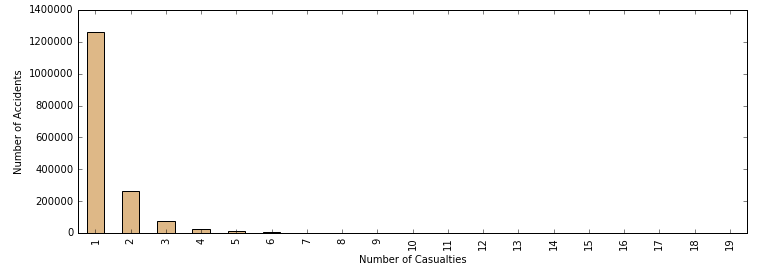 Number of Accidents
1400000
1200000
1000000
800000
600000
400000
200000
0
1 2 3 4 5 6 7 8 9 10 11 12 13 14 15 16 17 18 19
Number of Casualties